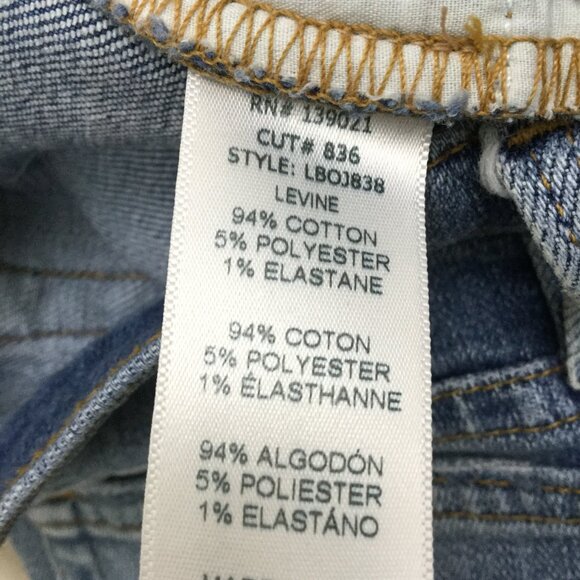 RN# 139021
CUT# 836
STYLE: LBOJ838
LEVINE
94% COTTON
5% POLYESTER
1% ELASTANE
94% COTON
5% POLYESTER
1% ÉLASTHANNE
94% ALGODÓN
5% POLIESTER
1% ELASTÁNO